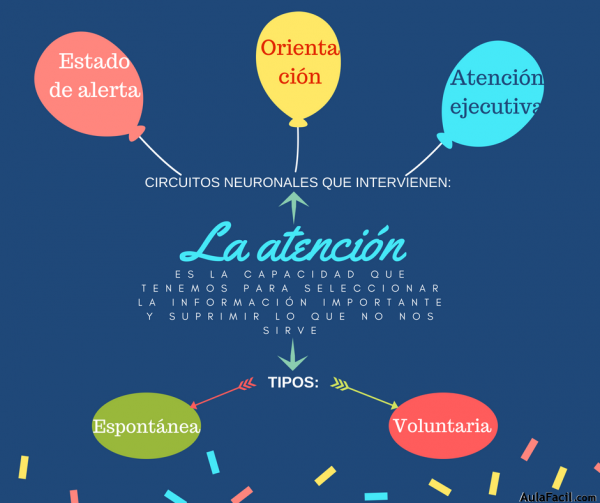 Estado
de alerta
Orienta
ción
Atención
ejecutiva
CIRCUITOS NEURONALES QUE INTERVIENEN:
La atención
ES LA CAPACIDAD QUE
TENEMOS PARA SELECCIONAR
LA INFORMACIÓN IMPORTANTE
Y SUPRIMIR LO QUE NO NOS
SIRVE
TIPOS:
Espontánea
Voluntaria
AulaFacil.com